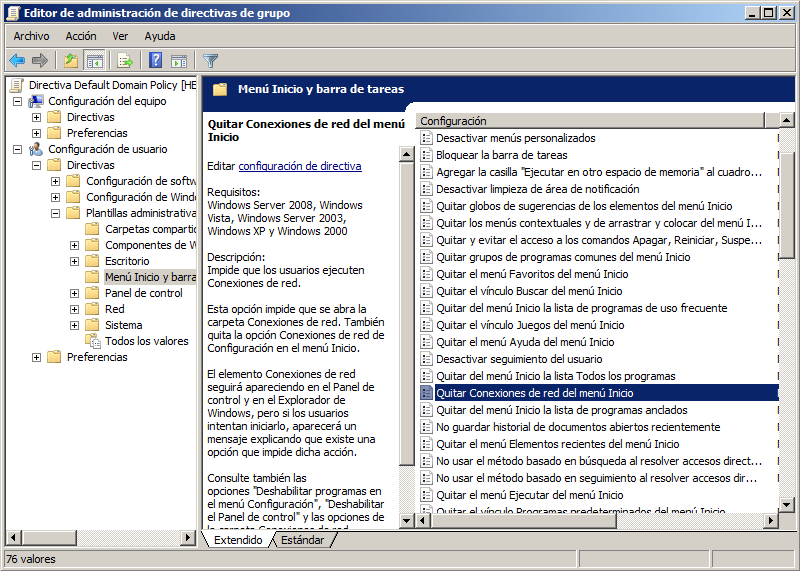 Editor de administración de directivas de grupo
Archivo Acción Ver Ayuda
Directiva Default Domain Policy [HE
Configuración del equipo
Directivas
Preferencias
Configuración de usuario
Directivas
Configuración de softw
Configuración de Windo
Plantillas administrativa
Carpetas comparti
Componentes de W
Escritorio
Menú Inicio y barra
Panel de control
Red
Sistema
Todos los valores
Preferencias
Menú Inicio y barra de tareas
Quitar Conexiones de red del menú
Inicio
Editar configuración de directiva
Requisitos:
Windows Server 2008, Windows
Vista, Windows Server 2003,
Windows XP y Windows 2000
Descripción:
Impide que los usuarios ejecuten
Conexiones de red.
Esta opción impide que se abra la
carpeta Conexiones de red. También
quita la opción Conexiones de red de
Configuración en el menú Inicio.
El elemento Conexiones de red
seguirá apareciendo en el Panel de
control y en el Explorador de
Windows, pero si los usuarios
intentan iniciarlo, aparecerá un
mensaje explicando que existe una
opción que impide dicha acción.
Consulte también las
opciones "Deshabilitar programas en
el menú Configuración", "Deshabilitar
el Panel de control" y las opciones de
la carpeta Conexiones de red
Configuración
Desactivar menús personalizados
Bloquear la barra de tareas
Agregar la casilla "Ejecutar en otro espacio de memoria" al cuadro...
Desactivar limpieza de área de notificación
Quitar globos de sugerencias de los elementos del menú Inicio
Quitar los menús contextuales y de arrastrar y colocar del menú I...
Quitar y evitar el acceso a los comandos Apagar, Reiniciar, Suspe...
Quitar grupos de programas comunes del menú Inicio
Quitar el menú Favoritos del menú Inicio
Quitar el vínculo Buscar del menú Inicio
Quitar del menú Inicio la lista de programas de uso frecuente
Quitar el vínculo Juegos del menú Inicio
Quitar el menú Ayuda del menú Inicio
Desactivar seguimiento del usuario
Quitar del menú Inicio la lista Todos los programas
Quitar Conexiones de red del menú Inicio
Quitar del menú Inicio la lista de programas anclados
No guardar historial de documentos abiertos recientemente
Quitar el menú Elementos recientes del menú Inicio
No usar el método basado en búsqueda al resolver accesos direct...
No usar el método basado en seguimiento al resolver accesos dir...
Quitar el menú Ejecutar del menú Inicio
Quitar el vínculo Programas predeterminados del menú Inicio
Extendido Estándar
76 valores